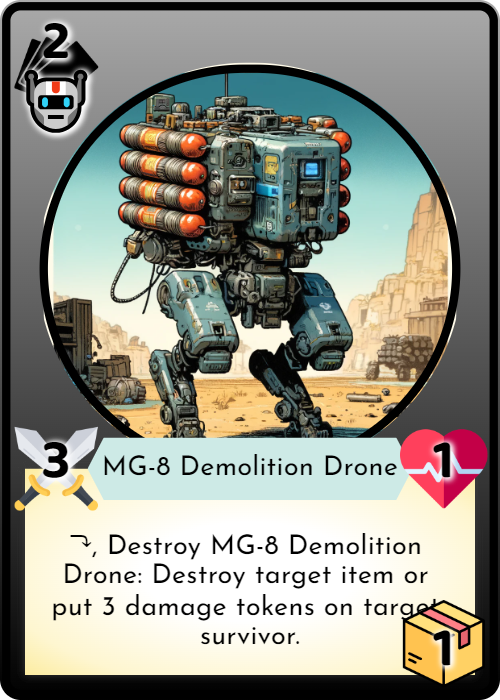 2
3
MG-8 Demolition Drone
1
⤵, Destroy MG-8 Demolition
Drone: Destroy target item or
put 3 damage tokens on target
survivor.
1